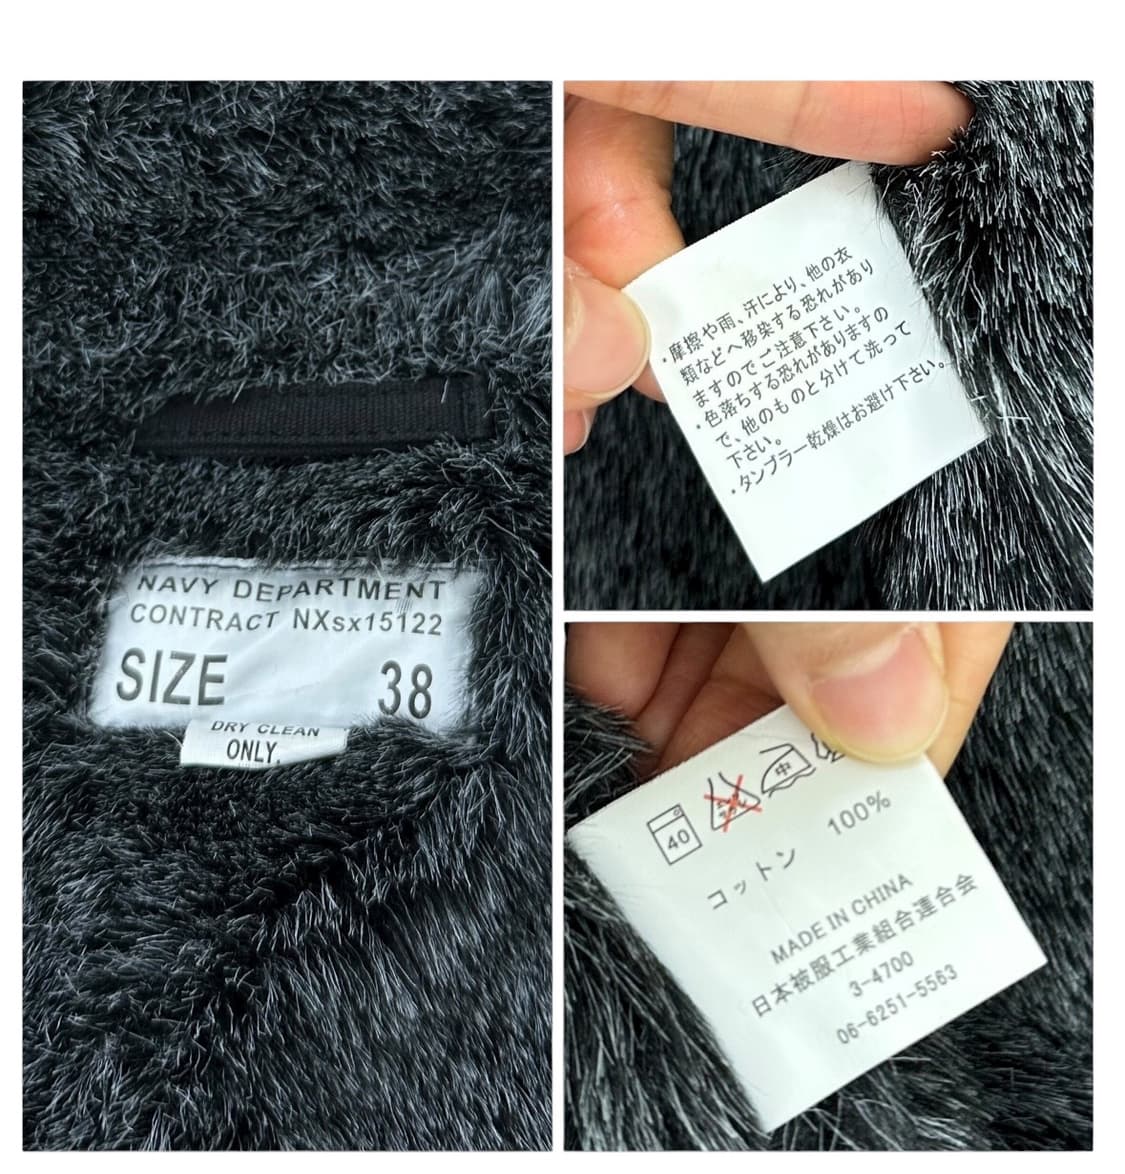 NAVY DEPARTMENT
CONTRACT NXsx15122
SIZE 38
DRY CLEAN
ONLY.
・摩擦や雨、汗により、他の衣
類などへ移染する恐れがあり
ますのでご注意下さい。
・色落ちする恐れがありますの
で、他のものと分けて洗って
下さい。
・タンブラー乾燥はお避け下さい。
40
中
コットン 100%
MADE IN CHINA
日本被服工業組合連合会
3-4700
06-6251-5563